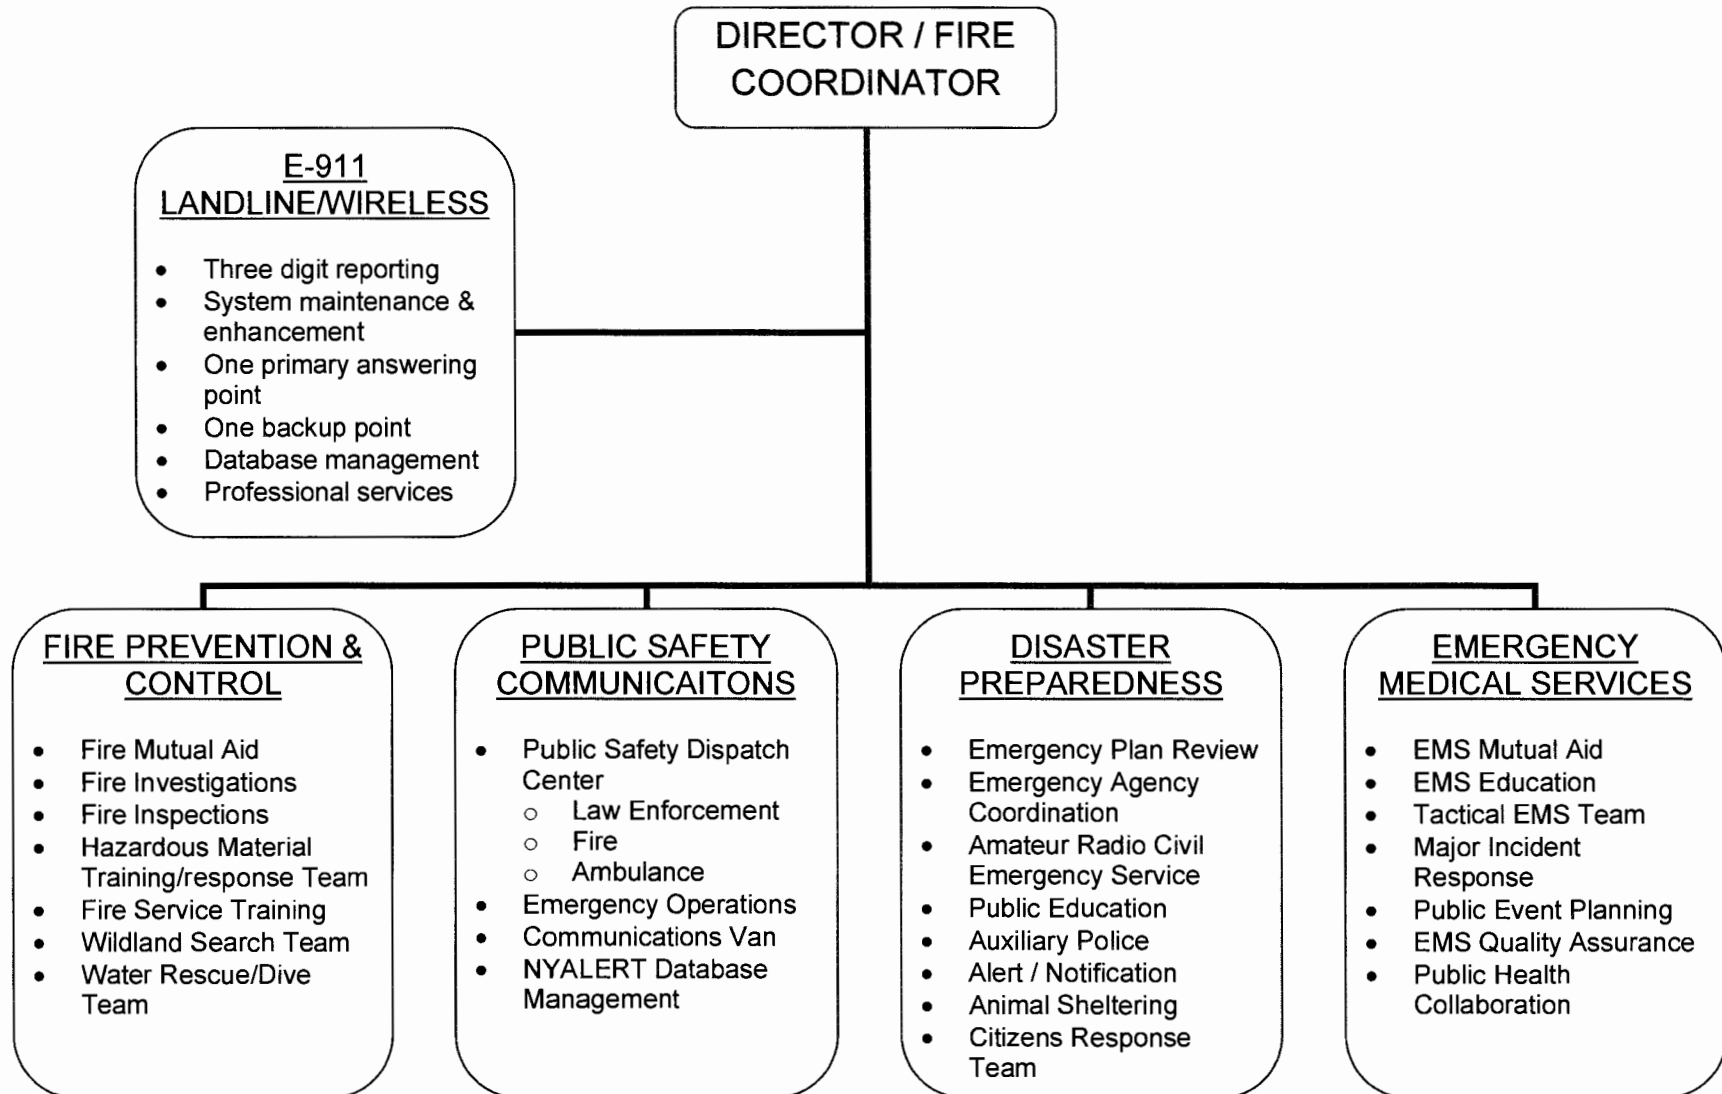 DIRECTOR / FIRE
COORDINATOR
E-911
LANDLINE/WIRELESS
• Three digit reporting
• System maintenance &
enhancement
• One primary answering
point
• One backup point
• Database management
• Professional services
FIRE PREVENTION &
CONTROL
• Fire Mutual Aid
• Fire Investigations
• Fire Inspections
• Hazardous Material
Training/response Team
• Fire Service Training
• Wildland Search Team
• Water Rescue/Dive
Team
PUBLIC SAFETY
COMMUNICAITONS
• Public Safety Dispatch
Center
o Law Enforcement
o Fire
o Ambulance
• Emergency Operations
• Communications Van
• NYALERT Database
Management
DISASTER
PREPAREDNESS
• Emergency Plan Review
• Emergency Agency
Coordination
• Amateur Radio Civil
Emergency Service
• Public Education
• Auxiliary Police
• Alert / Notification
• Animal Sheltering
• Citizens Response
Team
EMERGENCY
MEDICAL SERVICES
• EMS Mutual Aid
• EMS Education
• Tactical EMS Team
• Major Incident
Response
• Public Event Planning
• EMS Quality Assurance
• Public Health
Collaboration